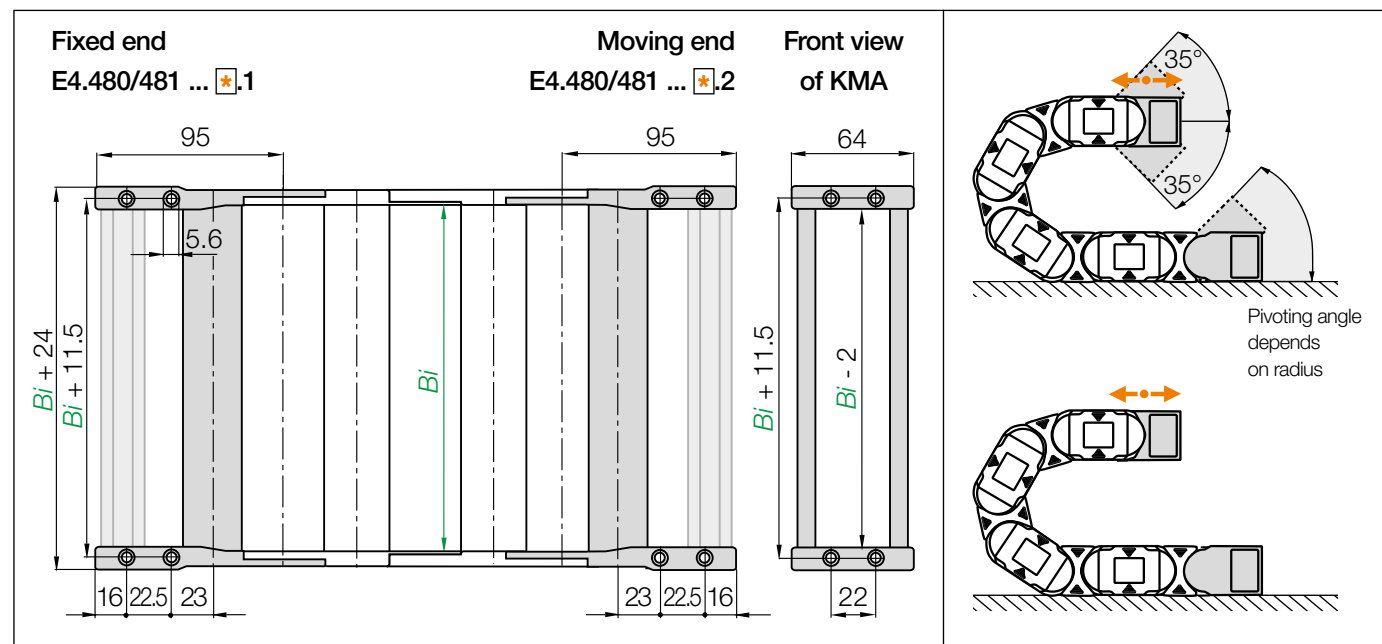 Fixed end
E4.480/481 ... *.1
Moving end
E4.480/481 ... *.2
Front view
of KMA
95
95
64
5.6
Bi + 24
Bi + 11.5
Bi
Bi + 11.5
Bi - 2
16
22.5
23
23
22.5
16
22
35°
35°
Pivoting angle
depends
on radius